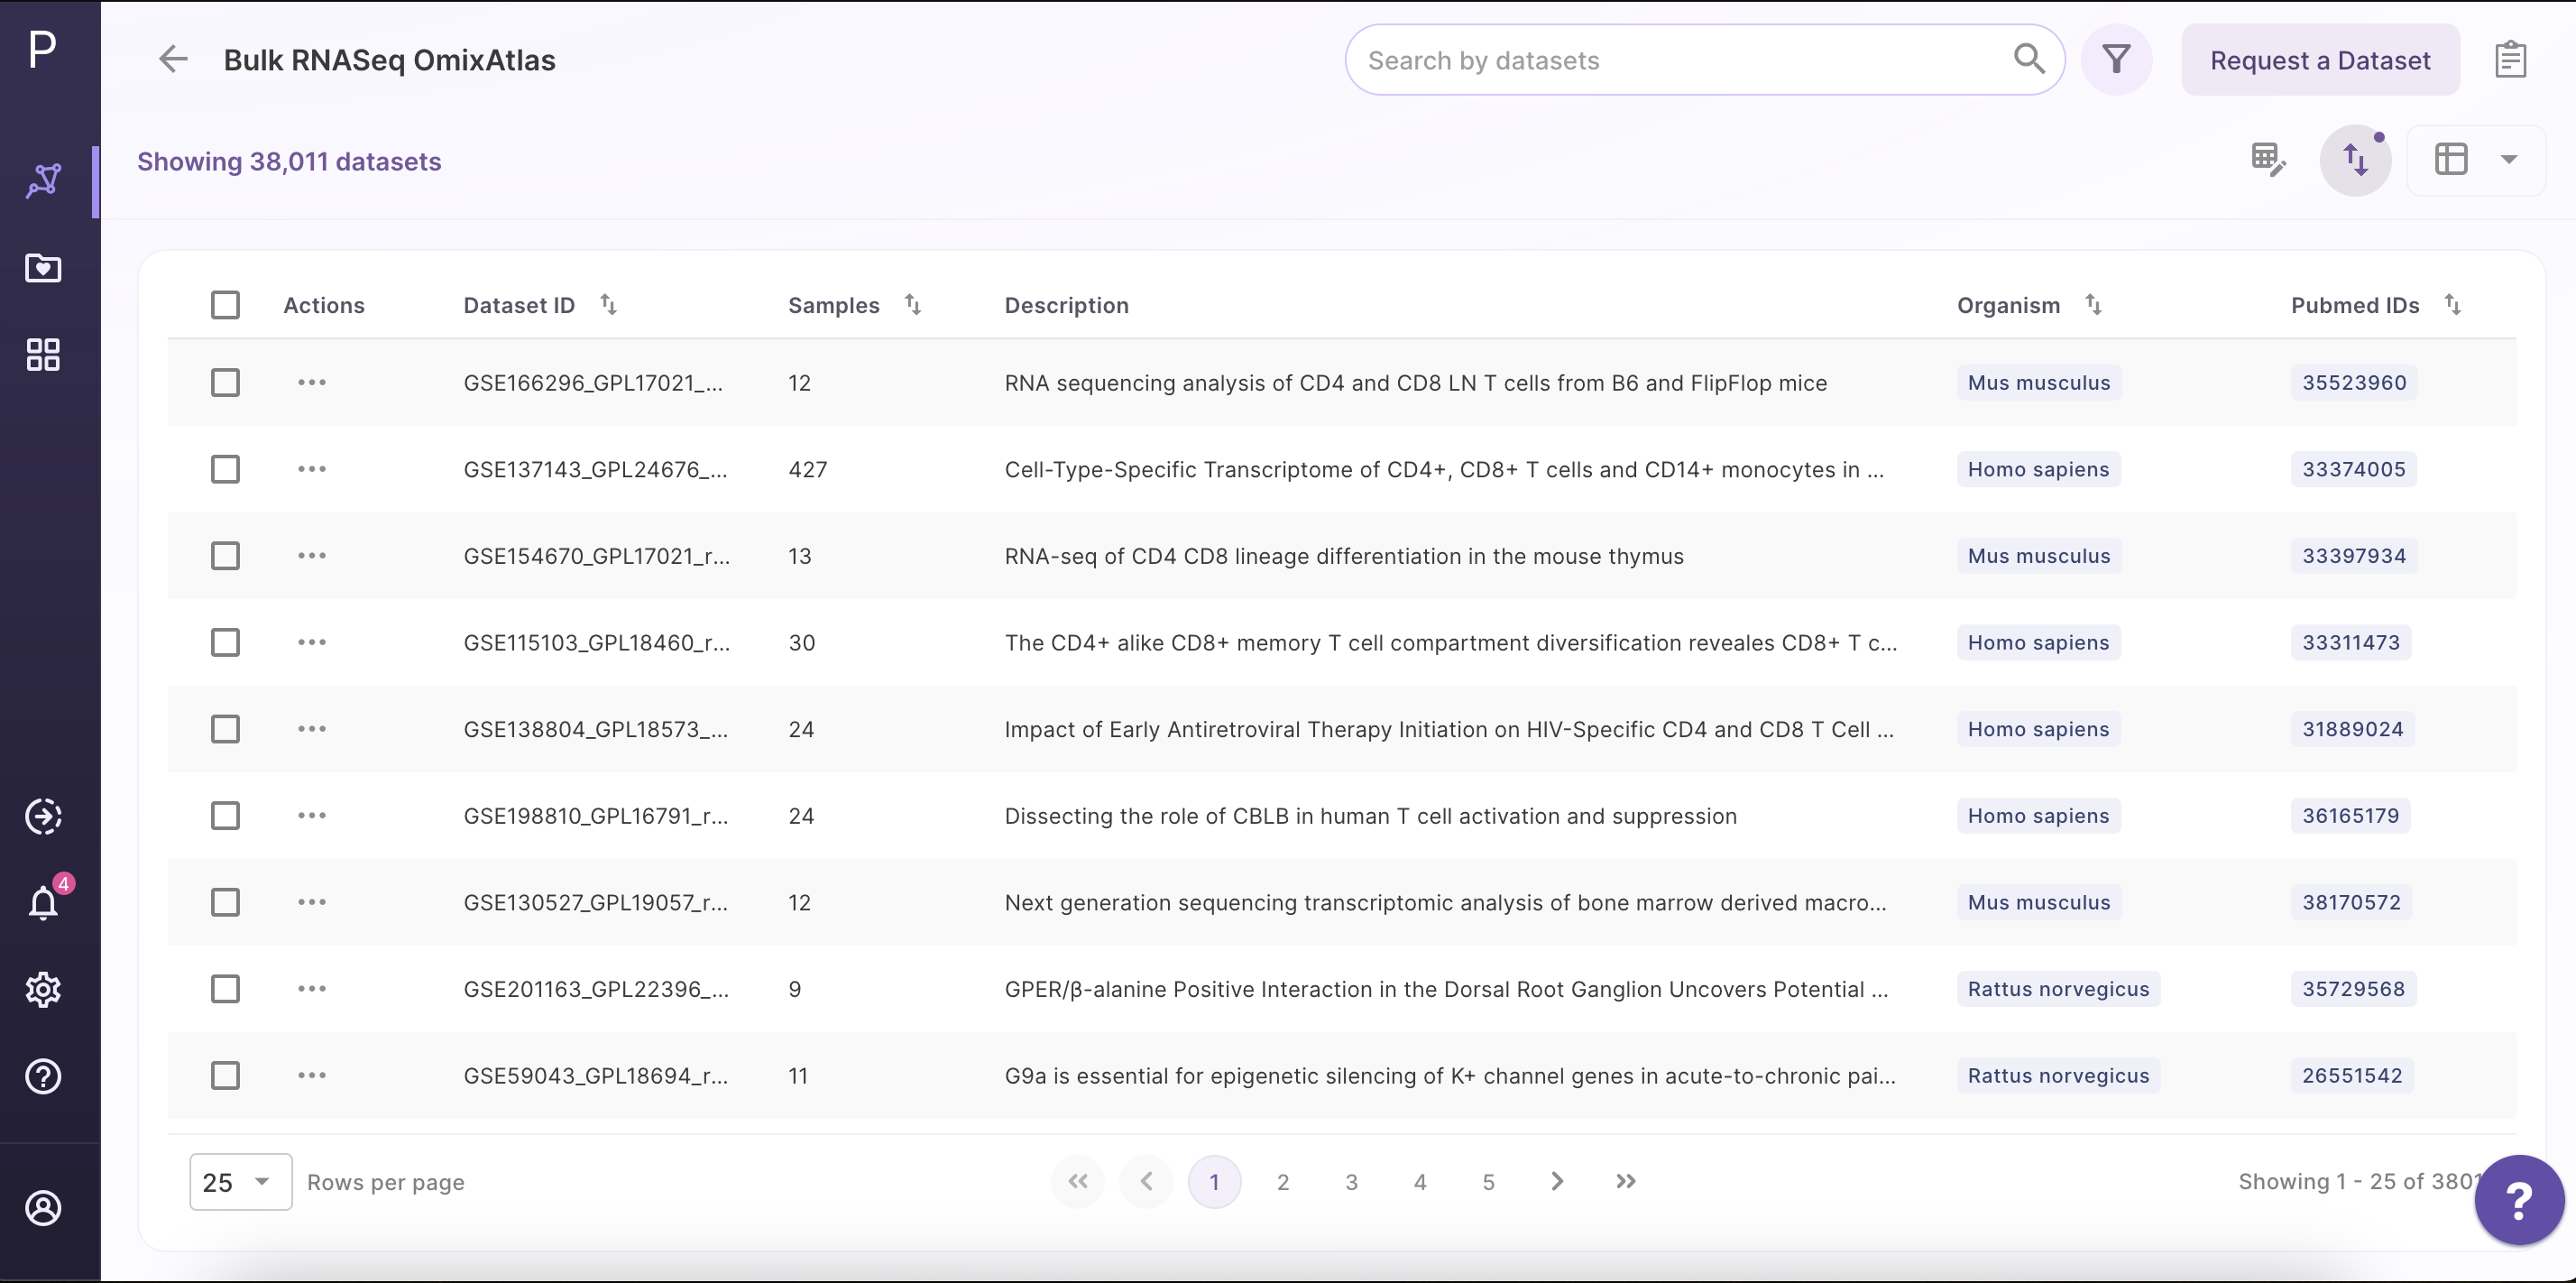 P
Bulk RNASeq OmixAtlas
Search by datasets
Request a Dataset
Showing 38,011 datasets
Actions Dataset ID Samples Description Organism Pubmed IDs
GSE166296_GPL17021_... 12 RNA sequencing analysis of CD4 and CD8 LN T cells from B6 and FlipFlop mice Mus musculus 35523960
GSE137143_GPL24676_... 427 Cell-Type-Specific Transcriptome of CD4+, CD8+ T cells and CD14+ monocytes in ... Homo sapiens 33374005
GSE154670_GPL17021_r... 13 RNA-seq of CD4 CD8 lineage differentiation in the mouse thymus Mus musculus 33397934
GSE115103_GPL18460_r... 30 The CD4+ alike CD8+ memory T cell compartment diversification reveals CD8+ T c... Homo sapiens 33311473
GSE138804_GPL18573_... 24 Impact of Early Antiretroviral Therapy Initiation on HIV-Specific CD4 and CD8 T Cell ... Homo sapiens 31889024
GSE198810_GPL16791_r... 24 Dissecting the role of CBLB in human T cell activation and suppression Homo sapiens 36165179
4
GSE130527_GPL19057_r... 12 Next generation sequencing transcriptomic analysis of bone marrow derived macro... Mus musculus 38170572
GSE201163_GPL22396_... 9 GPER/β-alanine Positive Interaction in the Dorsal Root Ganglion Uncovers Potential ... Rattus norvegicus 35729568
GSE59043_GPL18694_r... 11 G9a is essential for epigenetic silencing of K+ channel genes in acute-to-chronic pai... Rattus norvegicus 26551542
25 Rows per page 1 2 3 4 5 Showing 1 - 25 of 3801
?